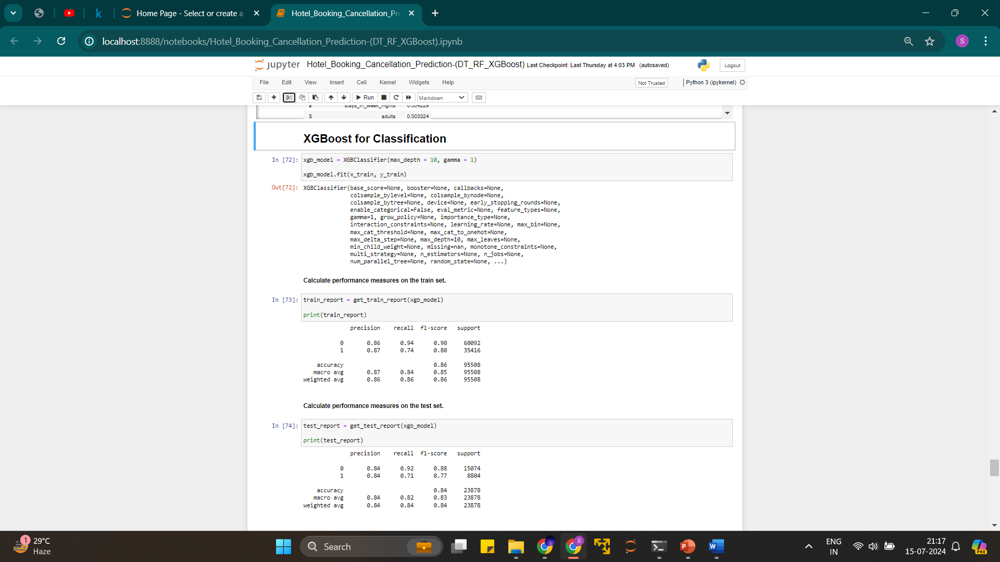 Home Page - Select or create a
Hotel_Booking_Cancellation_Pre
localhost:8888/notebooks/Hotel_Booking_Cancellation_Prediction-(DT_RF_XGBoost).ipynb
S
jupyter Hotel_Booking_Cancellation_Prediction-(DT_RF_XGBoost) Last Checkpoint: Last Thursday at 4:03 PM (autosaved)
Logout
File Edit View Insert Cell Kernel Widgets Help
Not Trusted
Python 3 (ipykernel)
Run
Markdown
2 stays_in_week_nights 0.004229
3 adults 0.003324
XGBoost for Classification
In [72]: xgb_model = XGBClassifier(max_depth = 10, gamma = 1)
xgb_model.fit(x_train, y_train)
Out[72]: XGBClassifier(base_score=None, booster=None, callbacks=None,
colsample_bylevel=None, colsample_bynode=None,
colsample_bytree=None, device=None, early_stopping_rounds=None,
enable_categorical=False, eval_metric=None, feature_types=None,
gamma=1, grow_policy=None, importance_type=None,
interaction_constraints=None, learning_rate=None, max_bin=None,
max_cat_threshold=None, max_cat_to_onehot=None,
max_delta_step=None, max_depth=10, max_leaves=None,
min_child_weight=None, missing=nan, monotone_constraints=None,
multi_strategy=None, n_estimators=None, n_jobs=None,
num_parallel_tree=None, random_state=None, ...)
Calculate performance measures on the train set.
In [73]: train_report = get_train_report(xgb_model)
print(train_report)
precision recall f1-score support
0 0.86 0.94 0.90 60092
1 0.87 0.74 0.80 35416
accuracy 0.86 95508
macro avg 0.87 0.84 0.85 95508
weighted avg 0.86 0.86 0.86 95508
Calculate performance measures on the test set.
In [74]: test_report = get_test_report(xgb_model)
print(test_report)
precision recall f1-score support
0 0.84 0.92 0.88 15074
1 0.84 0.71 0.77 8804
accuracy 0.84 23878
macro avg 0.84 0.82 0.83 23878
weighted avg 0.84 0.84 0.84 23878
1
29°C
Haze
Search
S
P
W
ENG
IN
21:17
15-07-2024
PRE